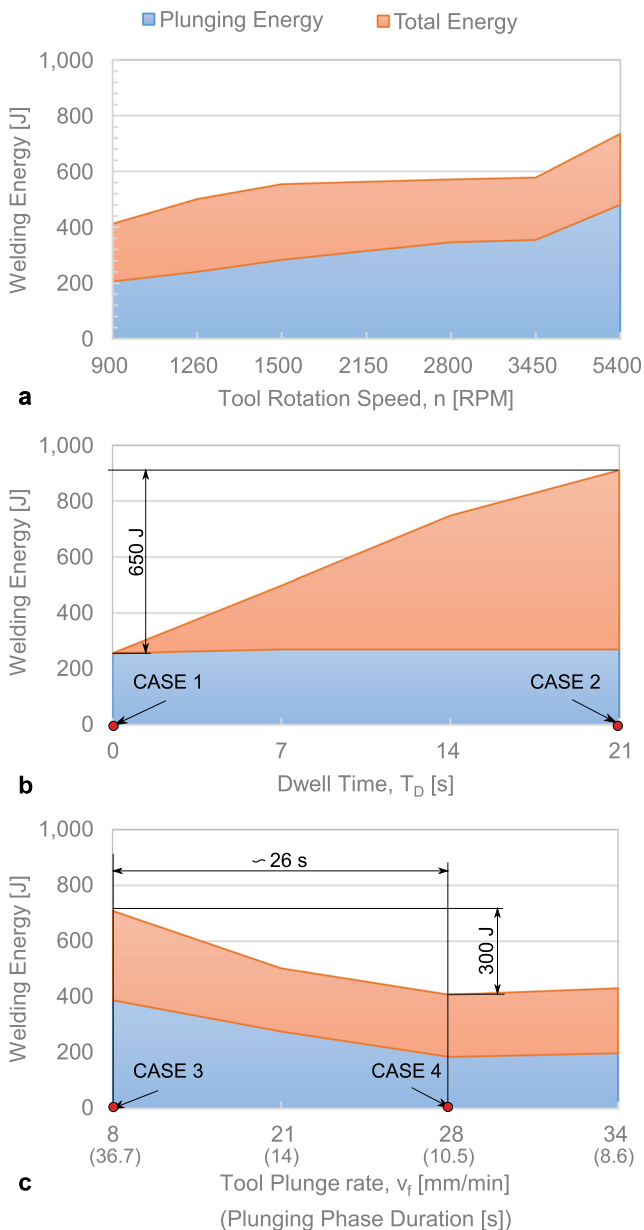 Plunging Energy Total Energy
1,000
800
600
400
200
0
Welding Energy [J]
900 1260 1500 2150 2800 3450 5400
Tool Rotation Speed, n [RPM]
a
1,000
800
600
400
200
0
Welding Energy [J]
650 J
CASE 1 CASE 2
0 7 14 21
Dwell Time, T_D [s]
b
1,000
800
600
400
200
0
Welding Energy [J]
∽ 26 s
300 J
CASE 3 CASE 4
8 21 28 34
(36.7) (14) (10.5) (8.6)
Tool Plunge rate, v_f [mm/min]
c
(Plunging Phase Duration [s])